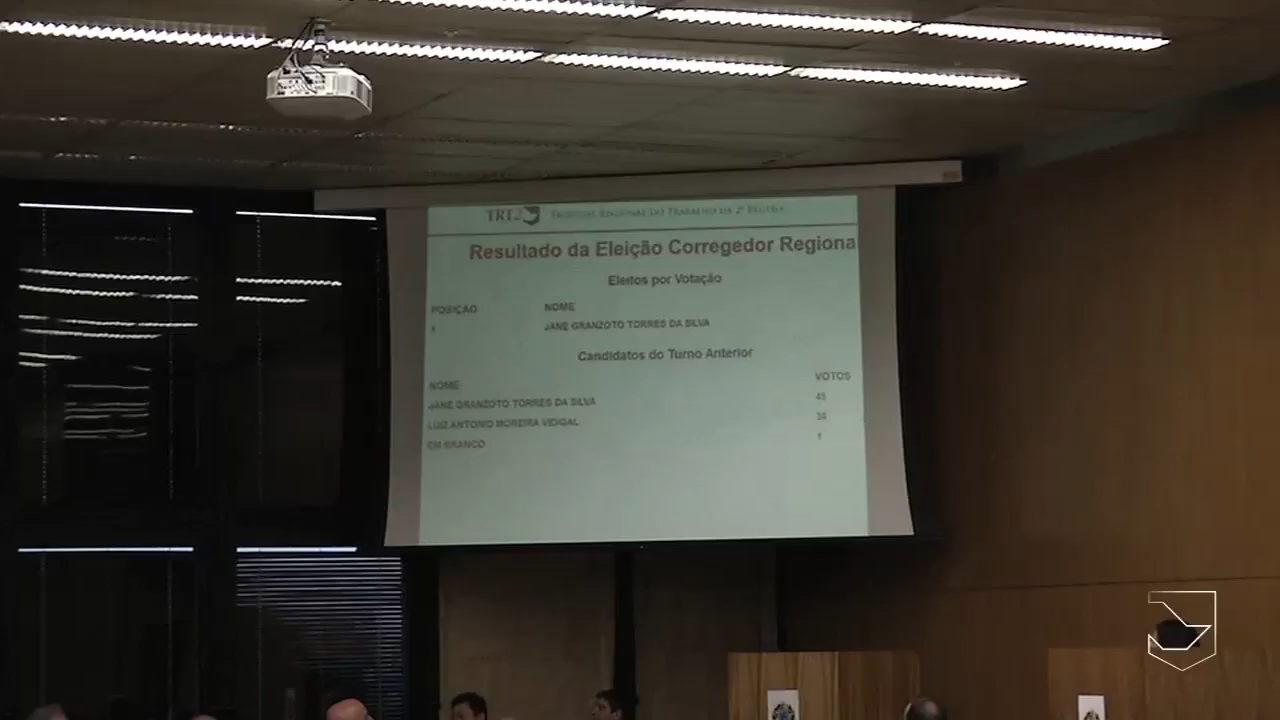 TRT2 TRIBUNAL REGIONAL DO TRABALHO DA 2ª REGIÃO
Resultado da Eleição Corregedor Regiona
Eleitos por Votação
POSIÇÃO NOME
1 JANE GRANZOTO TORRES DA SILVA
Candidatos do Turno Anterior
NOME VOTOS
JANE GRANZOTO TORRES DA SILVA
LUIZ ANTONIO MOREIRA VIDIGAL
EM BRANCO 1